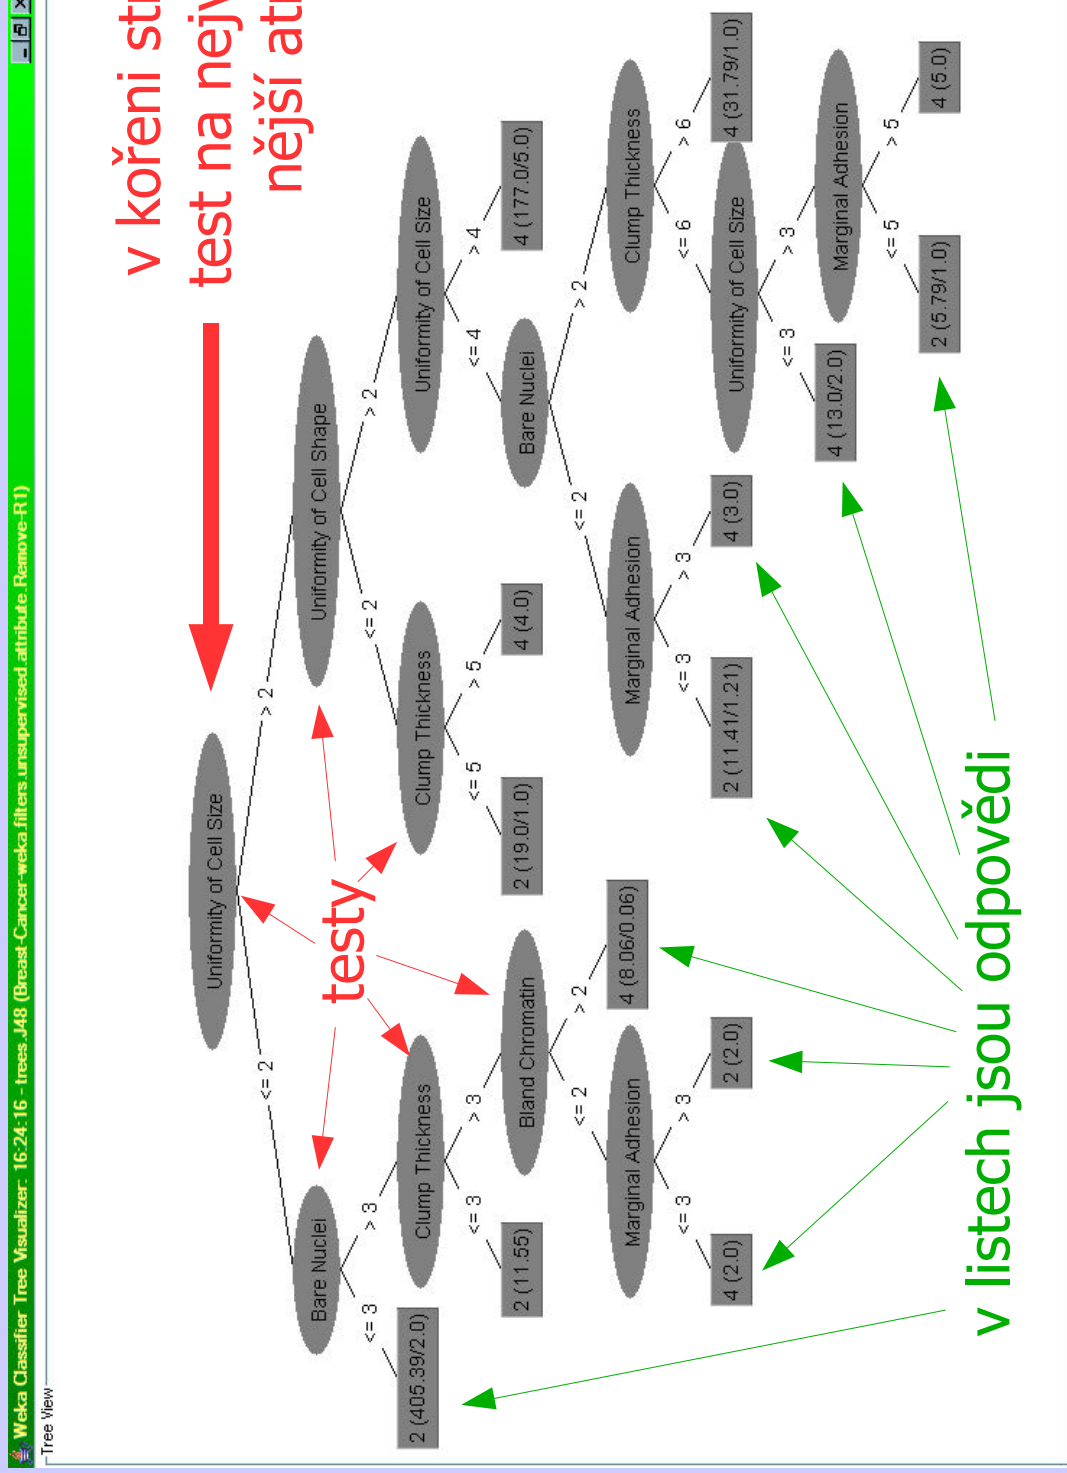 Weka Classifier Tree Visualizer: 16:24:16 - trees.J48 (Breast-Cancer-weka.filters.unsupervised.attribute.Remove-R1)
Tree View
v kořeni st
test na nej
nější at
Uniformity of Cell Size
<= 2
> 2
Bare Nuclei
Uniformity of Cell Shape
testy
<= 3
> 3
<= 2
> 2
2 (405.39/2.0)
Clump Thickness
Clump Thickness
Uniformity of Cell Size
<= 3
> 3
<= 5
> 5
<= 4
> 4
2 (11.55)
Bland Chromatin
2 (19.0/1.0)
4 (4.0)
Bare Nuclei
4 (177.0/5.0)
<= 2
> 2
<= 2
> 2
Marginal Adhesion
4 (8.06/0.06)
Marginal Adhesion
Clump Thickness
<= 3
> 3
<= 3
> 3
<= 6
> 6
4 (2.0)
2 (2.0)
2 (11.41/1.21)
4 (3.0)
Uniformity of Cell Size
4 (31.79/1.0)
<= 3
> 3
4 (13.0/2.0)
Marginal Adhesion
<= 5
> 5
2 (5.79/1.0)
4 (5.0)
v listech jsou odpovědi